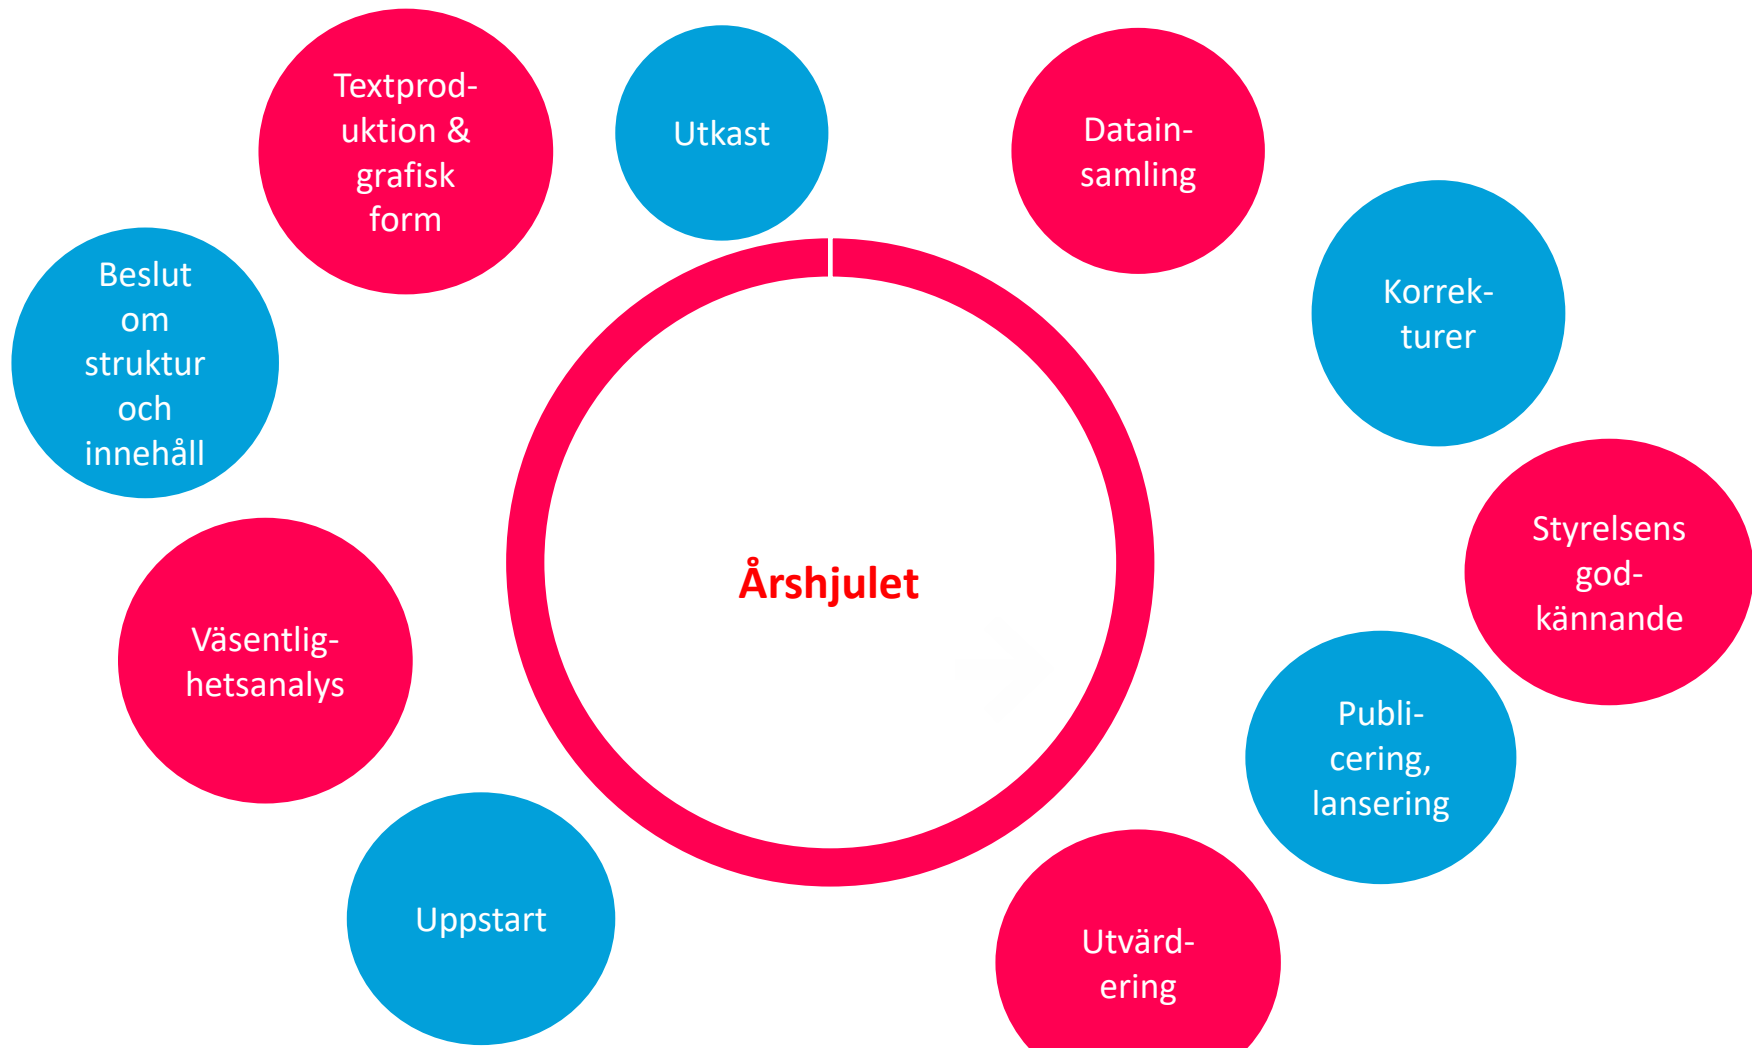 Textprod-
uktion &
grafisk
form
Utkast
Datain-
samling
Korrek-
turer
Beslut
om
struktur
och
innehåll
Styrelsens
god-
kännande
Årshjulet
Väsentlig-
hetsanalys
Publi-
cering,
lansering
Uppstart
Utvärd-
ering